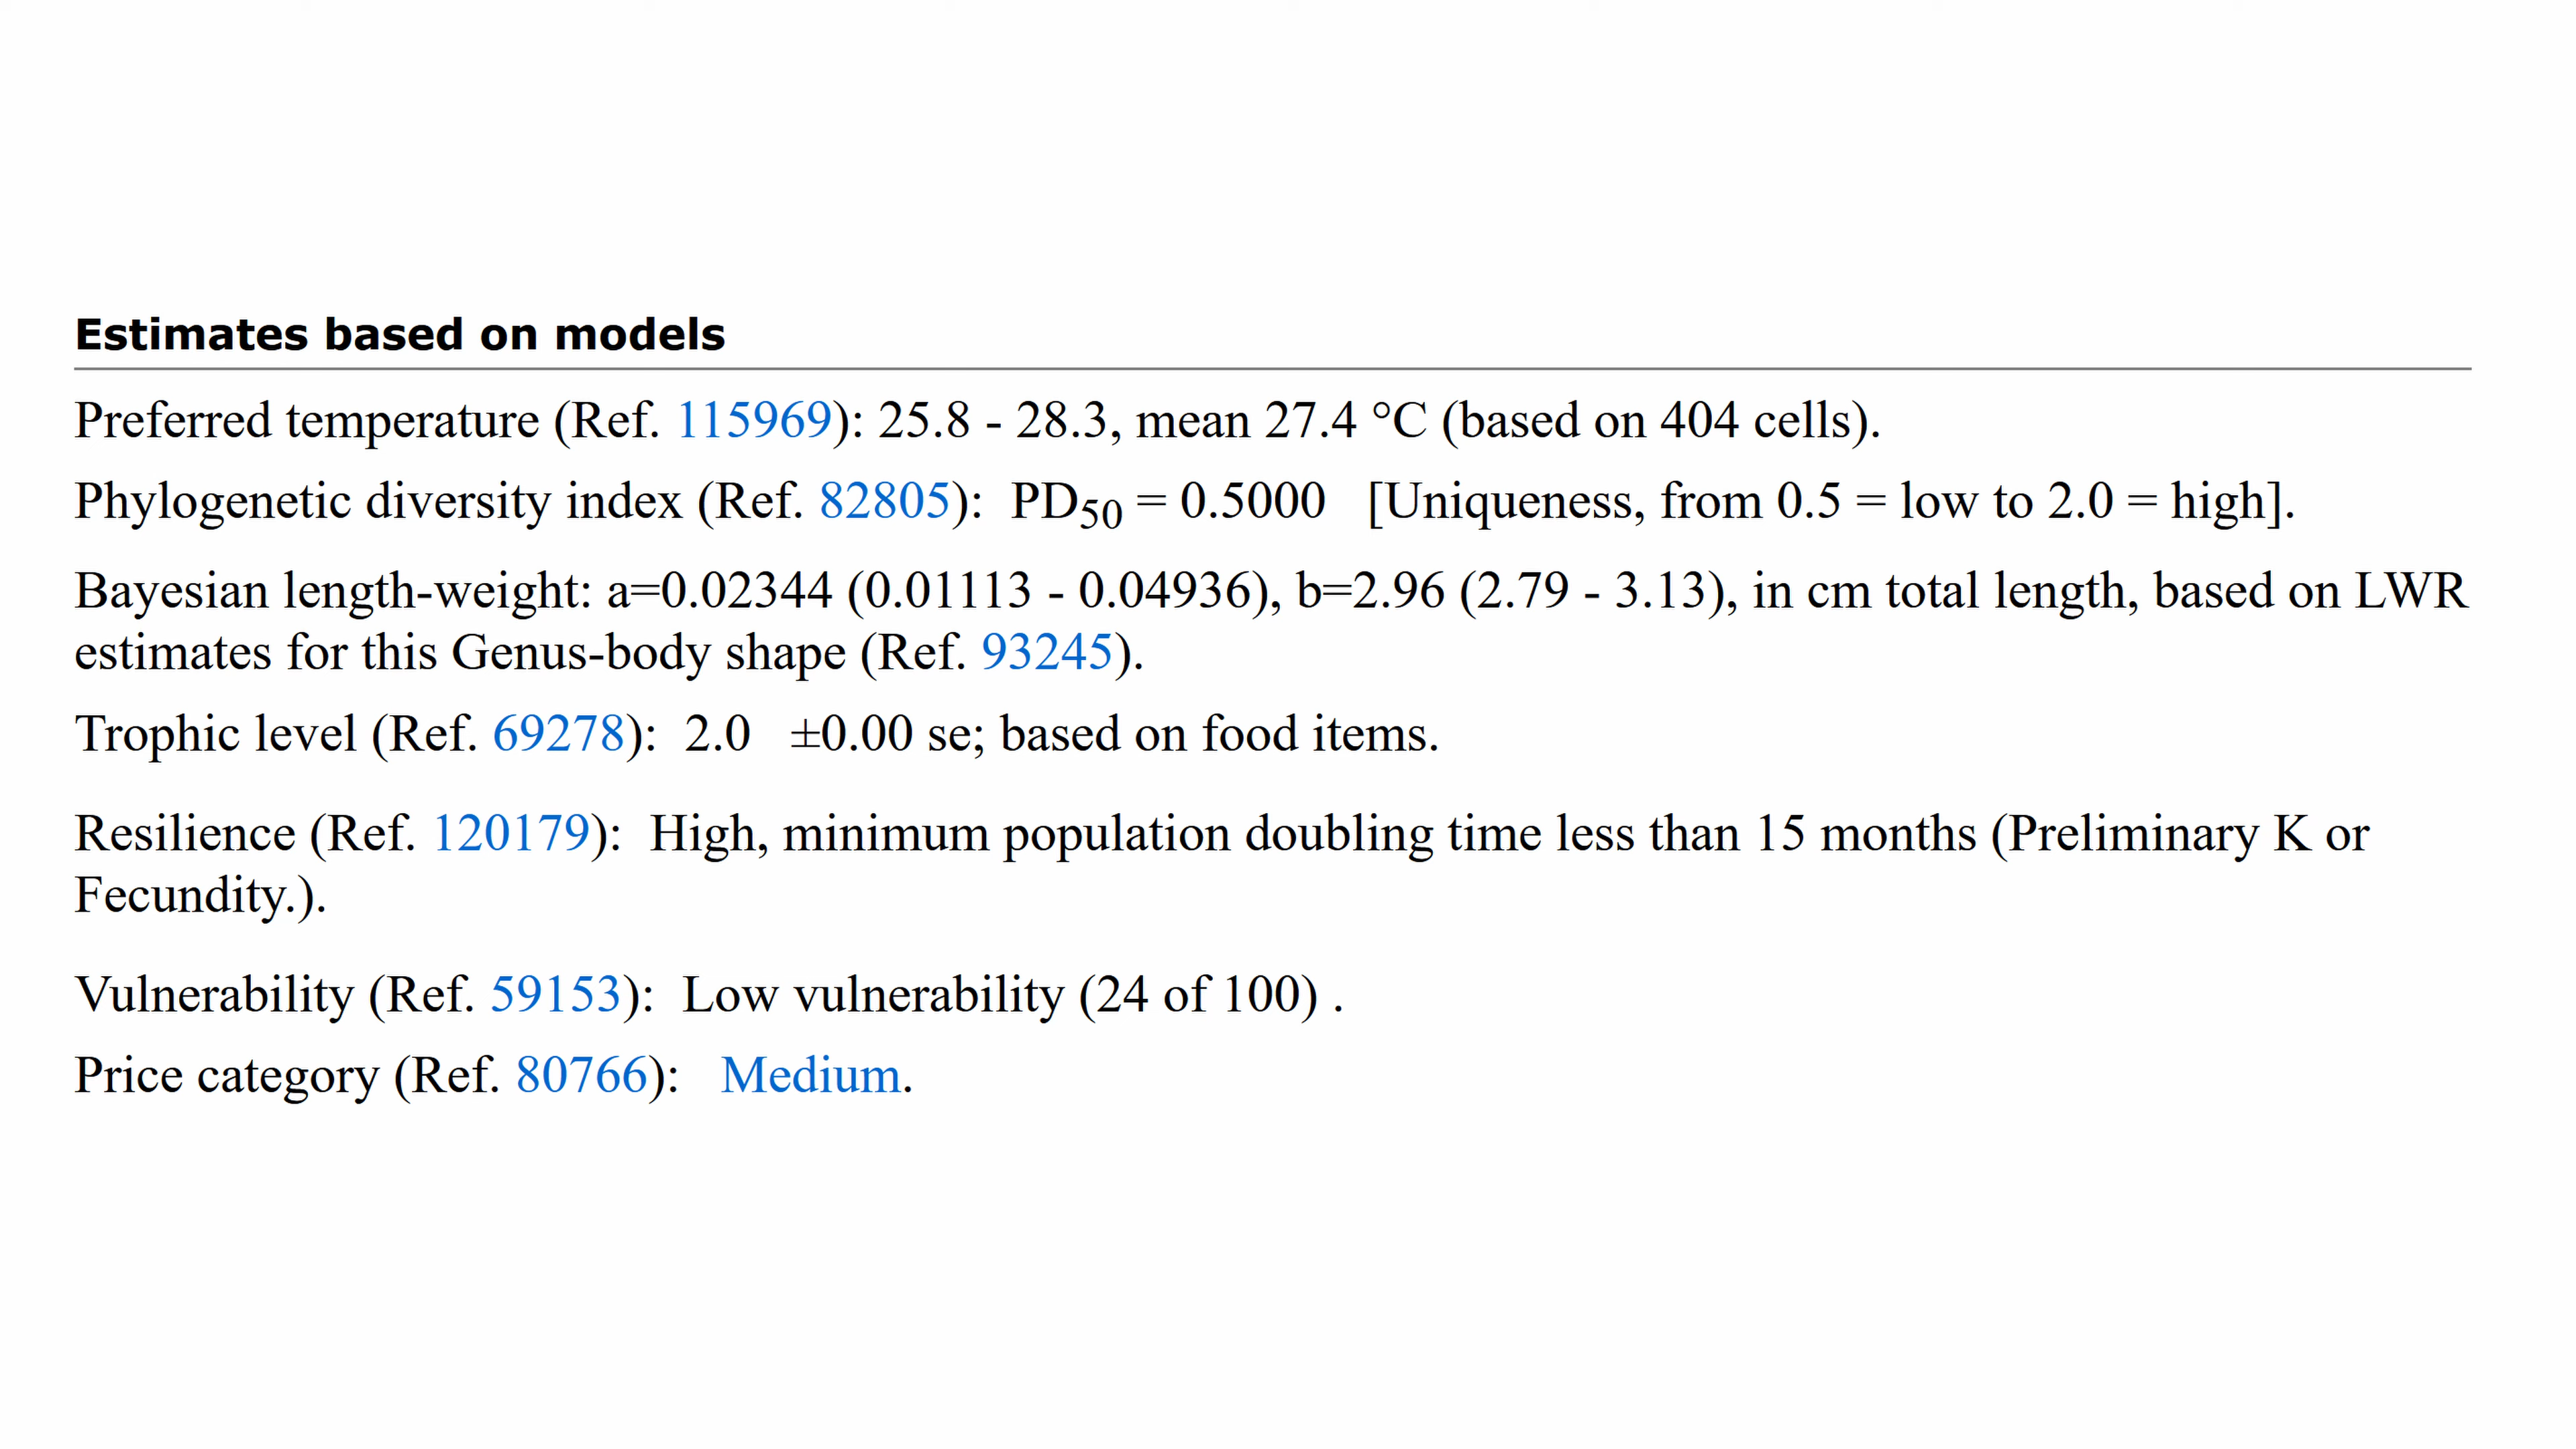 Estimates based on models
Preferred temperature (Ref. 115969): 25.8 - 28.3, mean 27.4 °C (based on 404 cells).
Phylogenetic diversity index (Ref. 82805):  PD50 = 0.5000   [Uniqueness, from 0.5 = low to 2.0 = high].
Bayesian length-weight: a=0.02344 (0.01113 - 0.04936), b=2.96 (2.79 - 3.13), in cm total length, based on LWR
estimates for this Genus-body shape (Ref. 93245).
Trophic level (Ref. 69278):  2.0   ±0.00 se; based on food items.
Resilience (Ref. 120179):  High, minimum population doubling time less than 15 months (Preliminary K or
Fecundity.).
Vulnerability (Ref. 59153):  Low vulnerability (24 of 100) .
Price category (Ref. 80766):   Medium.